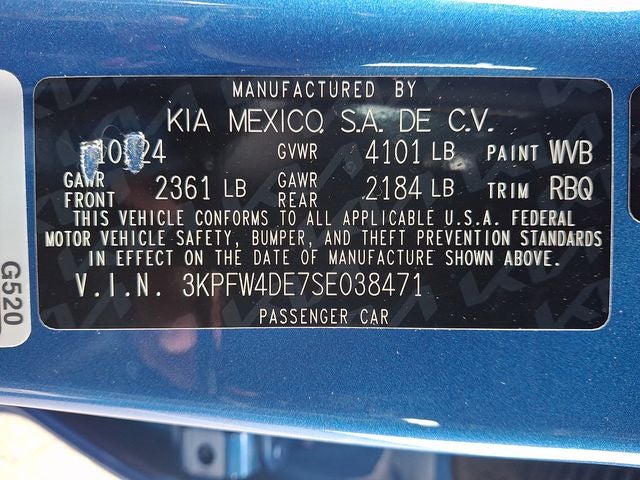 MANUFACTURED BY
KIA MEXICO, S.A. DE C.V.
10 24 GVWR 4101 LB PAINT WVB
GAWR FRONT 2361 LB GAWR REAR 2184 LB TRIM RBQ
THIS VEHICLE CONFORMS TO ALL APPLICABLE U.S.A. FEDERAL
MOTOR VEHICLE SAFETY, BUMPER, AND THEFT PREVENTION STANDARDS
IN EFFECT ON THE DATE OF MANUFACTURE SHOWN ABOVE.
V.I.N. 3KPFW4DE7SE038471
PASSENGER CAR
G520